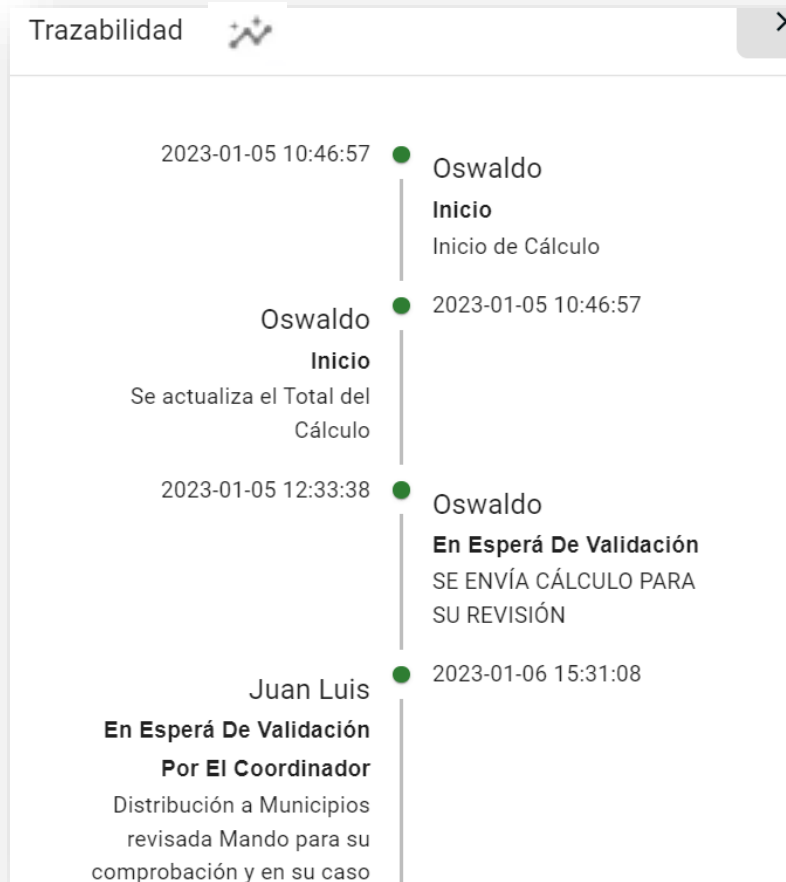 Trazabilidad
2023-01-05 10:46:57
Oswaldo
Inicio
Inicio de Cálculo
2023-01-05 10:46:57
Oswaldo
Inicio
Se actualiza el Total del
Cálculo
2023-01-05 12:33:38
Oswaldo
En Esperá De Validación
SE ENVÍA CÁLCULO PARA
SU REVISIÓN
2023-01-06 15:31:08
Juan Luis
En Esperá De Validación
Por El Coordinador
Distribución a Municipios
revisada Mando para su
comprobación y en su caso